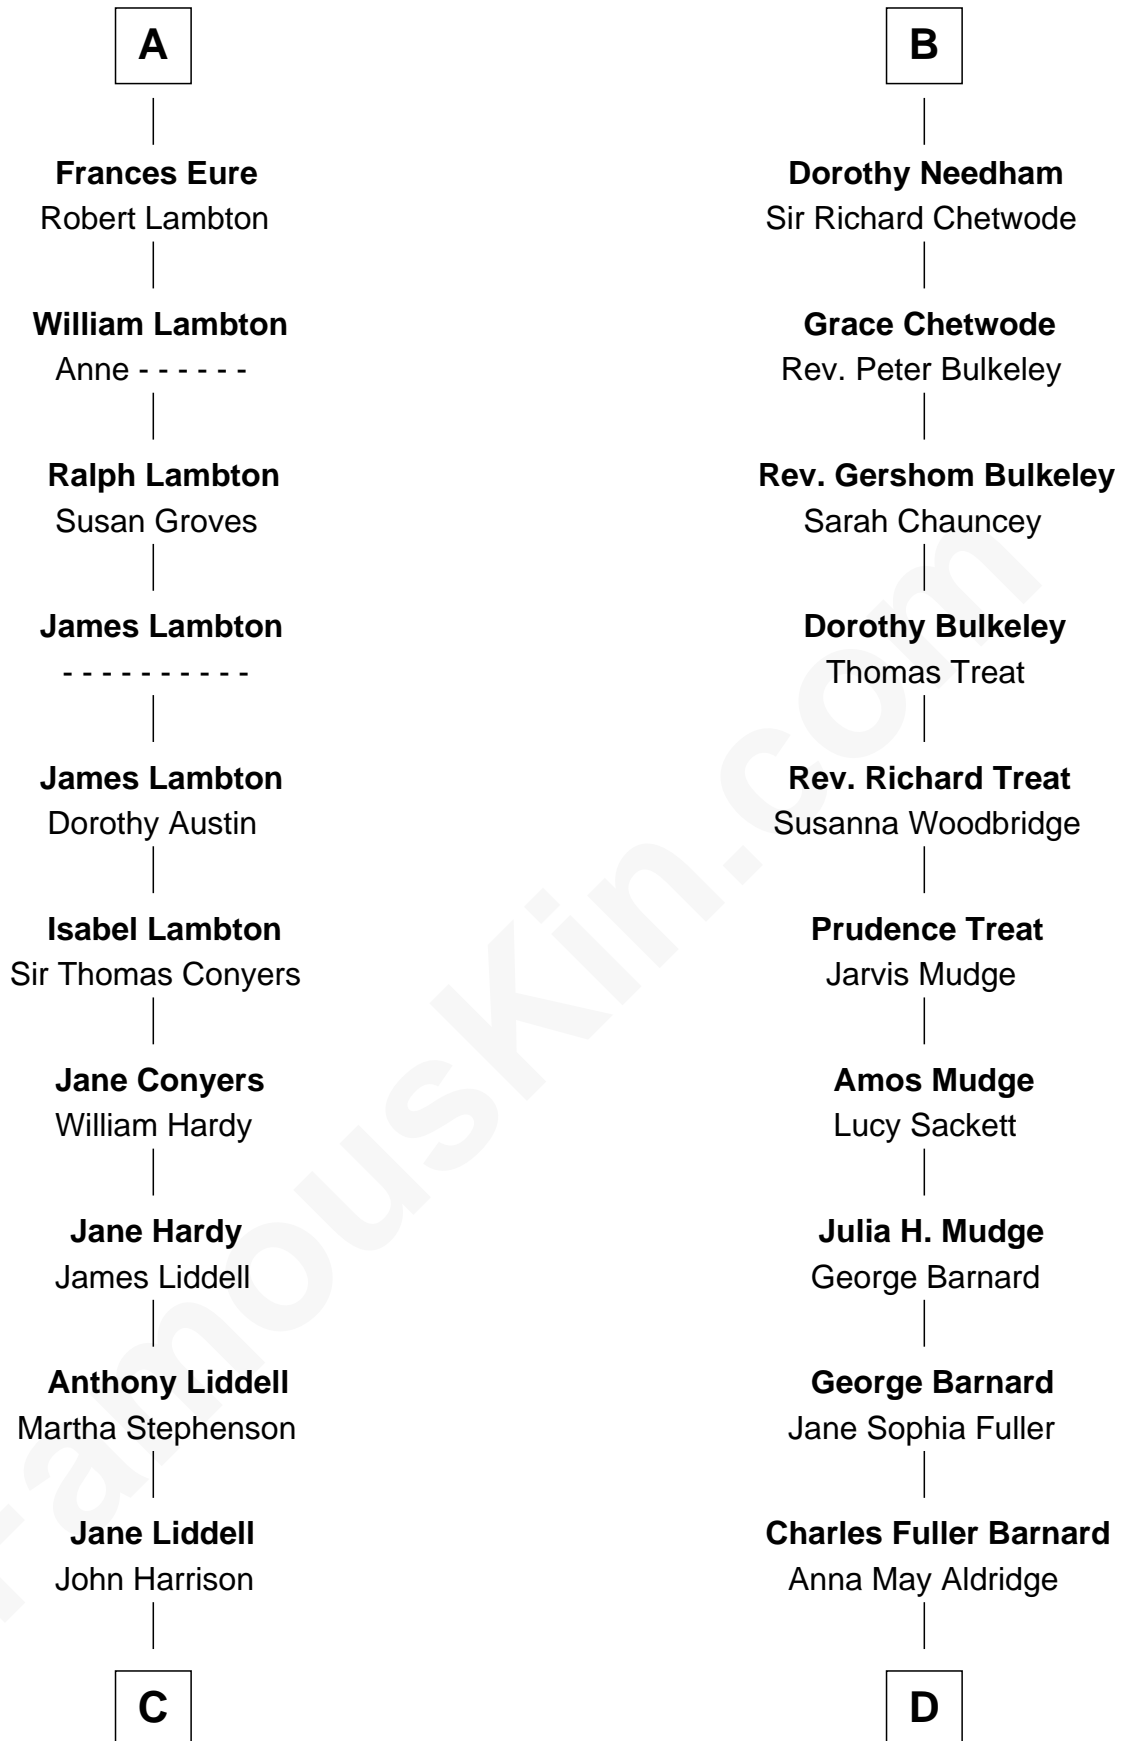 A
Frances Eure
Robert Lambton
William Lambton
Anne - - - - - -
Ralph Lambton
Susan Groves
James Lambton
- - - - - - - - - -
James Lambton
Dorothy Austin
Isabel Lambton
Sir Thomas Conyers
Jane Conyers
William Hardy
Jane Hardy
James Liddell
Anthony Liddell
Martha Stephenson
Jane Liddell
John Harrison
C
B
Dorothy Needham
Sir Richard Chetwode
Grace Chetwode
Rev. Peter Bulkeley
Rev. Gershom Bulkeley
Sarah Chauncey
Dorothy Bulkeley
Thomas Treat
Rev. Richard Treat
Susanna Woodbridge
Prudence Treat
Jarvis Mudge
Amos Mudge
Lucy Sackett
Julia H. Mudge
George Barnard
George Barnard
Jane Sophia Fuller
Charles Fuller Barnard
Anna May Aldridge
D
FamousKin.com